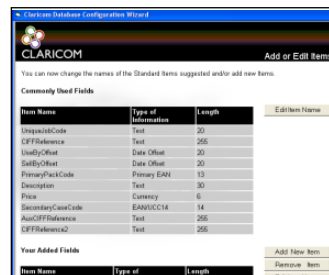 Claricom Database Configuration Wizard
CLARICOM
Add or Edit Items
You can now change the names of the Standard Items suggested and/or add new Items.
Commonly Used Fields
Item Name Type of Information Length
Edit Item Name
UniqueJobCode Text 20
CIFFReference Text 255
UseByOffset Date Offset 20
SellByOffset Date Offset 20
PrimaryPackCode Primary EAN 13
Description Text 30
Price Currency 6
SecondaryCaseCode EAN/UCC14 14
AuxCIFFReference Text 255
CIFFReference2 Text 255
Your Added Fields
Add New Item
Remove Item
Item Name Type of Length